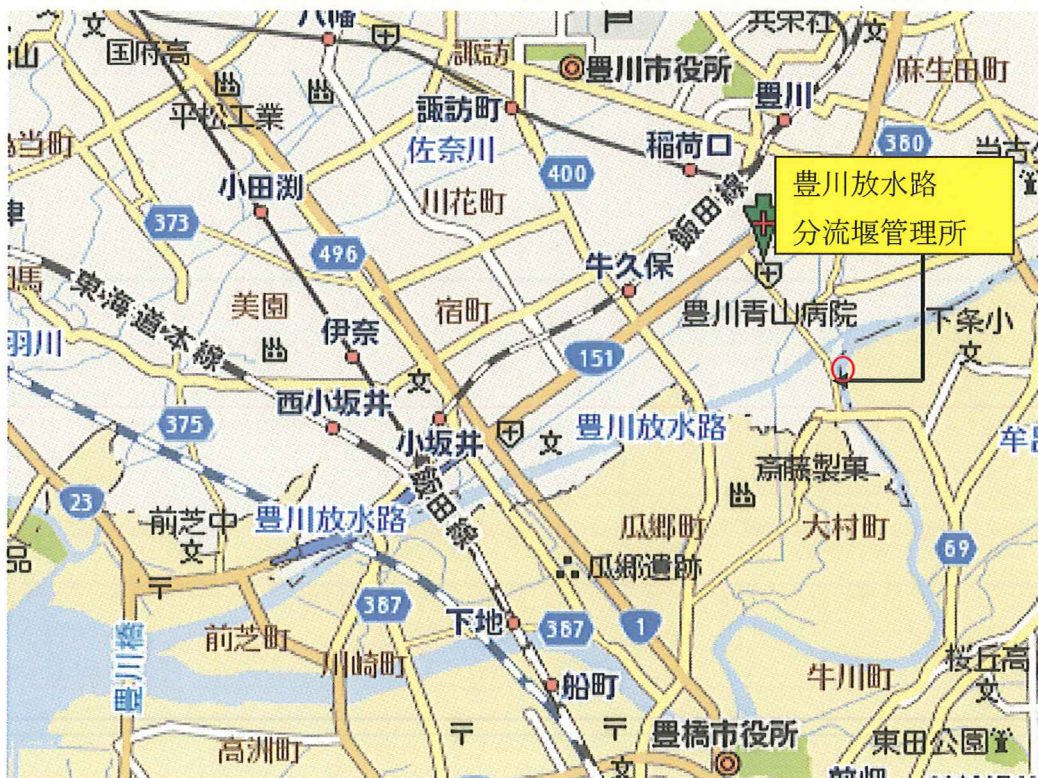 八幡
共栄社
国府高
諏訪
豊川市役所
麻生田町
豊川
平松工業
諏訪町
佐奈川
稲荷口
380
当町
小田渕
400
豊川放水路
分流堰管理所
373
川花町
飯田線
496
牛久保
東海道本線
美園
宿町
豊川青山病院
下条小
羽川
伊奈
151
西小坂井
375
小坂井
豊川放水路
斎藤製菓
23
飯田線
前芝中
豊川放水路
瓜郷町
大村町
69
瓜郷遺跡
387
下地
387
1
前芝町
川崎町
豊川橋
船町
牛川町
桜丘高
高洲町
豊橋市役所
東田公園